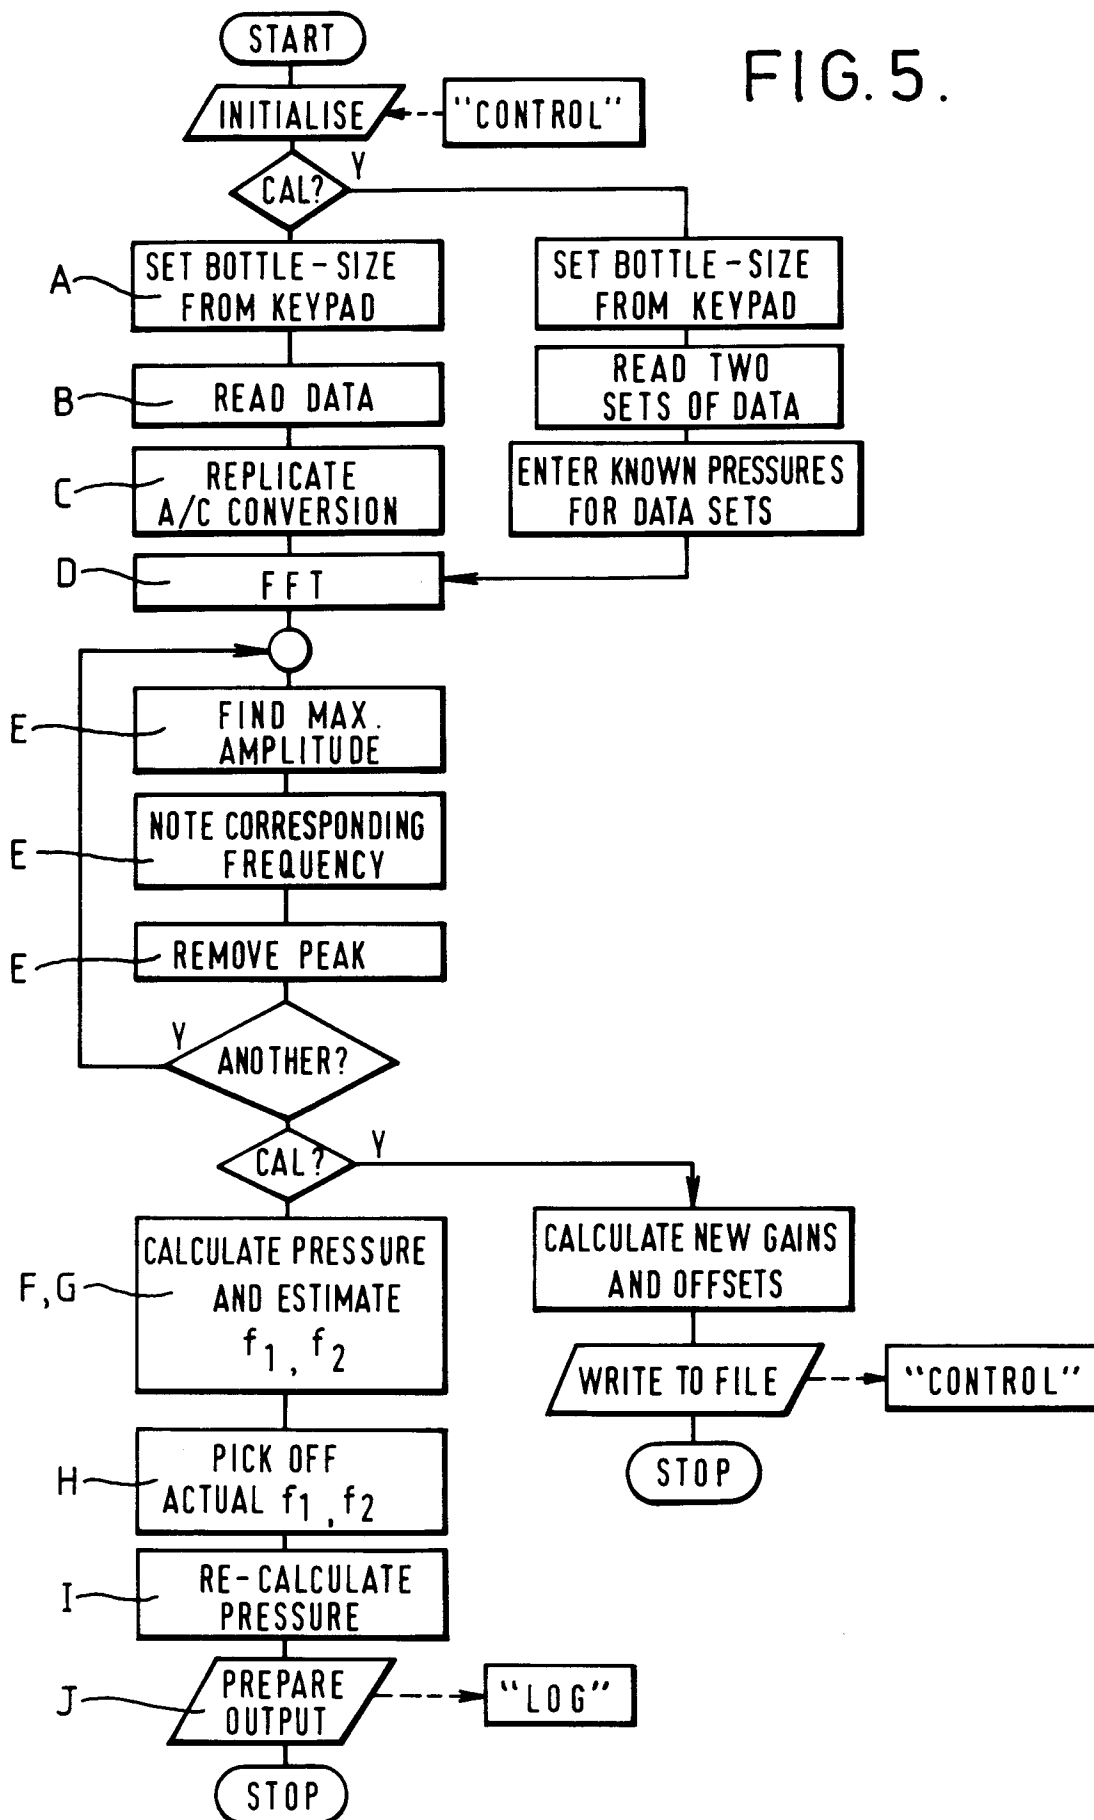 FIG. 5.
START
INITIALISE
"CONTROL"
CAL?
Y
A
SET BOTTLE-SIZE
FROM KEYPAD
SET BOTTLE-SIZE
FROM KEYPAD
B
READ DATA
READ TWO
SETS OF DATA
C
REPLICATE
A/C CONVERSION
ENTER KNOWN PRESSURES
FOR DATA SETS
D
FFT
E
FIND MAX.
AMPLITUDE
E
NOTE CORRESPONDING
FREQUENCY
E
REMOVE PEAK
Y
ANOTHER?
CAL?
Y
F,G
CALCULATE PRESSURE
AND ESTIMATE
f1, f2
CALCULATE NEW GAINS
AND OFFSETS
WRITE TO FILE
"CONTROL"
STOP
H
PICK OFF
ACTUAL f1, f2
I
RE-CALCULATE
PRESSURE
J
PREPARE
OUTPUT
"LOG"
STOP